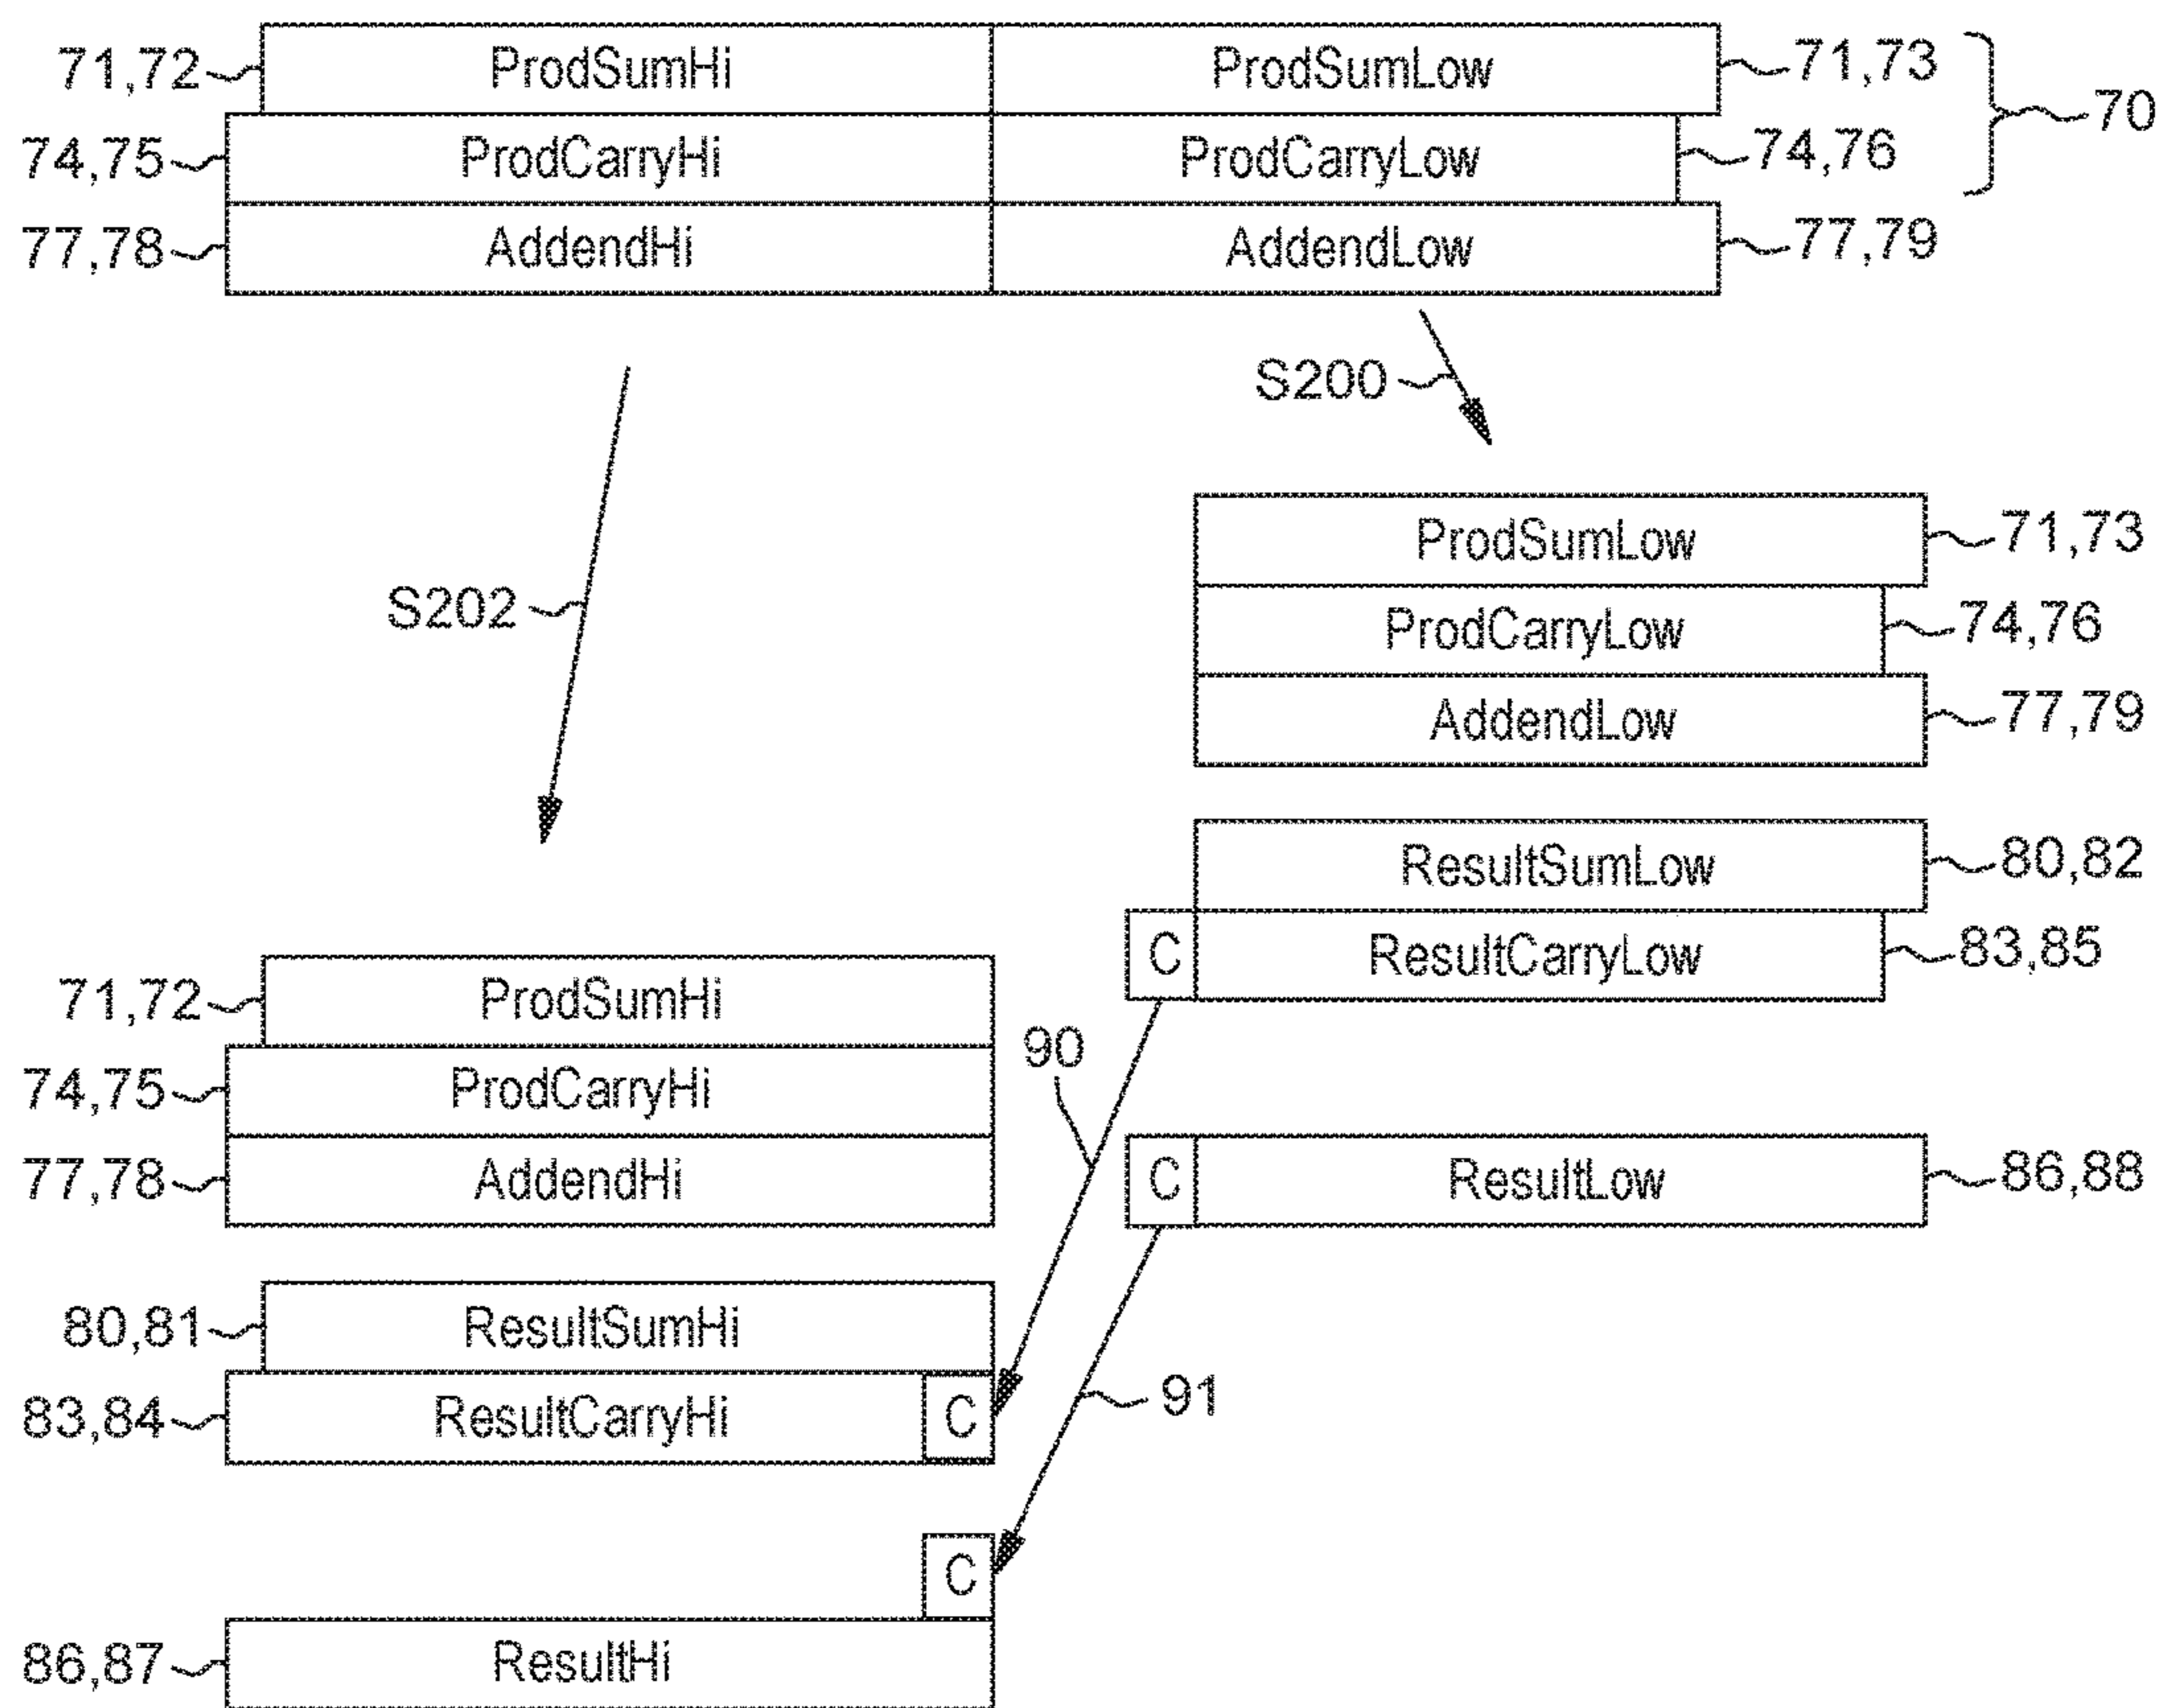 71,72 ProdSumHi ProdSumLow 71,73
70
74,75 ProdCarryHi ProdCarryLow 74,76
77,78 AddendHi AddendLow 77,79
S200
ProdSumLow 71,73
S202
ProdCarryLow 74,76
AddendLow 77,79
ResultSumLow 80,82
C ResultCarryLow 83,85
71,72 ProdSumHi
90
74,75 ProdCarryHi
77,78 AddendHi
C ResultLow 86,88
80,81 ResultSumHi
91
83,84 ResultCarryHi C
C
86,87 ResultHi